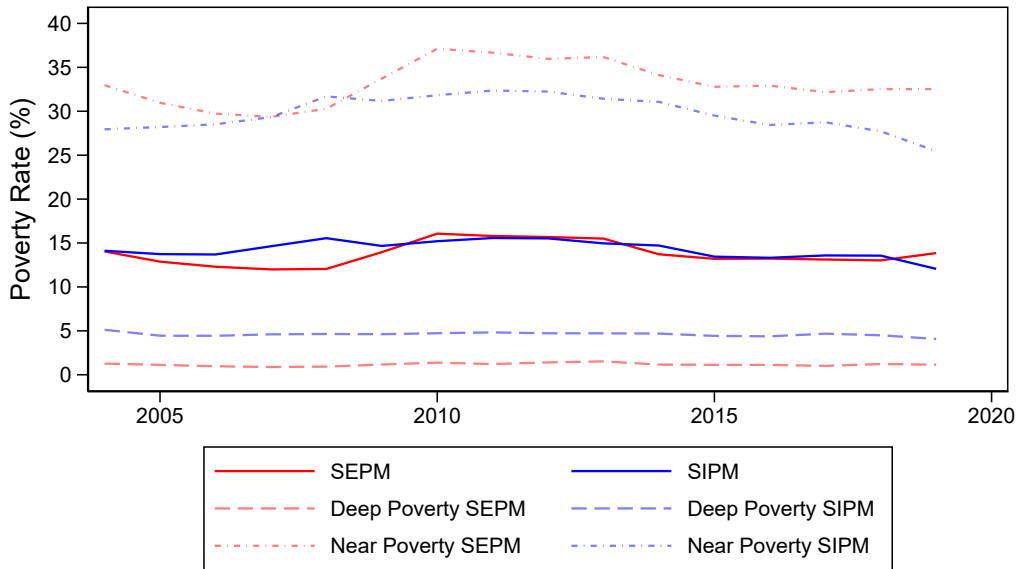 Poverty Rate (%)
40
35
30
25
20
15
10
5
0
2005 2010 2015 2020
SEPM SIPM
Deep Poverty SEPM Deep Poverty SIPM
Near Poverty SEPM Near Poverty SIPM